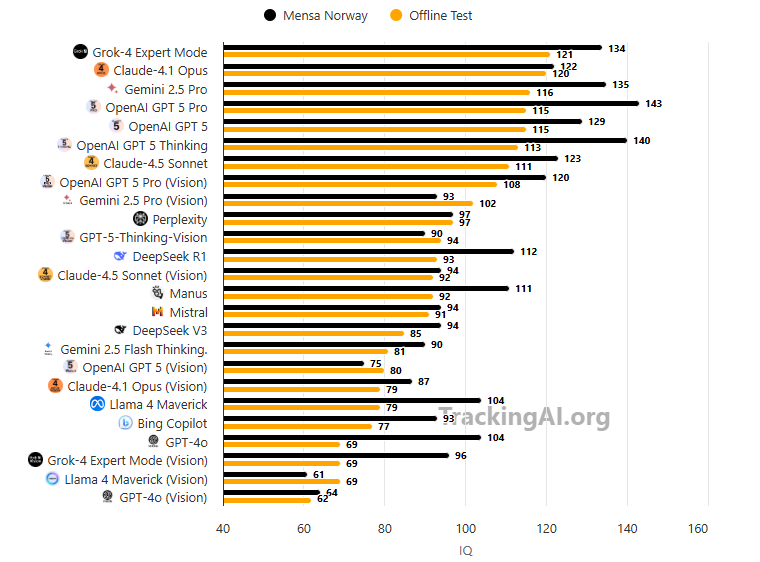 Mensa Norway Offline Test
Grok-4 Expert Mode 134 121
Claude-4.1 Opus 122 120
Gemini 2.5 Pro 135 116
OpenAI GPT 5 Pro 143 115
OpenAI GPT 5 129 115
OpenAI GPT 5 Thinking 140 113
Claude-4.5 Sonnet 123 111
OpenAI GPT 5 Pro (Vision) 120 108
Gemini 2.5 Pro (Vision) 93 102
Perplexity 97 97
GPT-5-Thinking-Vision 90 94
DeepSeek R1 112 93
Claude-4.5 Sonnet (Vision) 94 92
Manus 111 92
Mistral 94 91
DeepSeek V3 94 85
Gemini 2.5 Flash Thinking. 90 81
OpenAI GPT 5 (Vision) 75 80
Claude-4.1 Opus (Vision) 87 79
Llama 4 Maverick 104 79
TrackingAI.org
Bing Copilot 93 77
GPT-4o 104 69
Grok-4 Expert Mode (Vision) 96 69
Llama 4 Maverick (Vision) 61 69
GPT-4o (Vision) 64 62
40 60 80 100 120 140 160
IQ